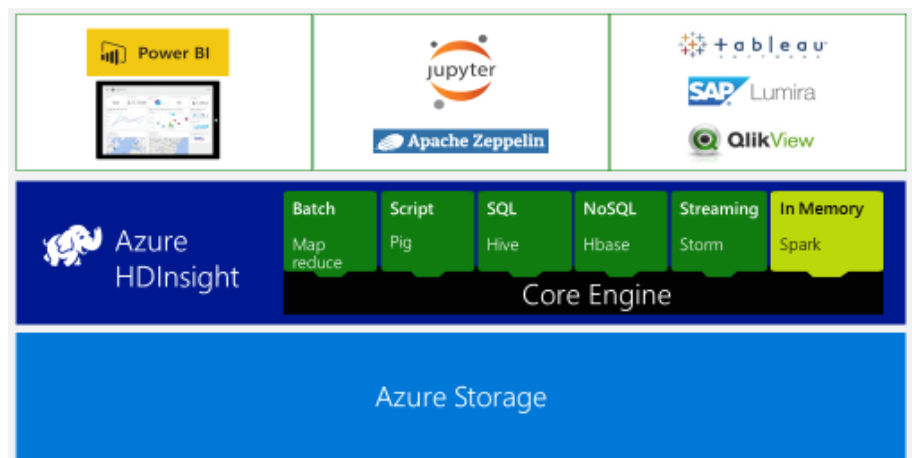 Power BI
jupyter
Apache Zeppelin
+ a b l e a u
SAP Lumira
QlikView
Azure
HDInsight
Batch
Map
reduce
Script
Pig
SQL
Hive
NoSQL
Hbase
Streaming
Storm
In Memory
Spark
Core Engine
Azure Storage